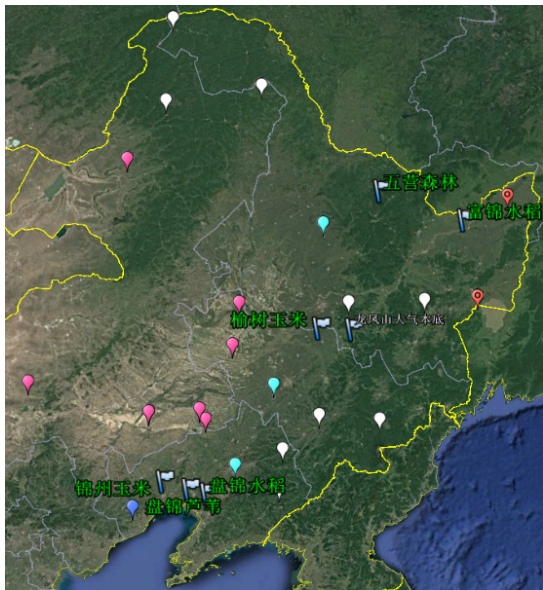 五营森林
富锦水稻
榆树玉米
龙凤山大气本底
锦州玉米
盘锦水稻
盘锦芦苇